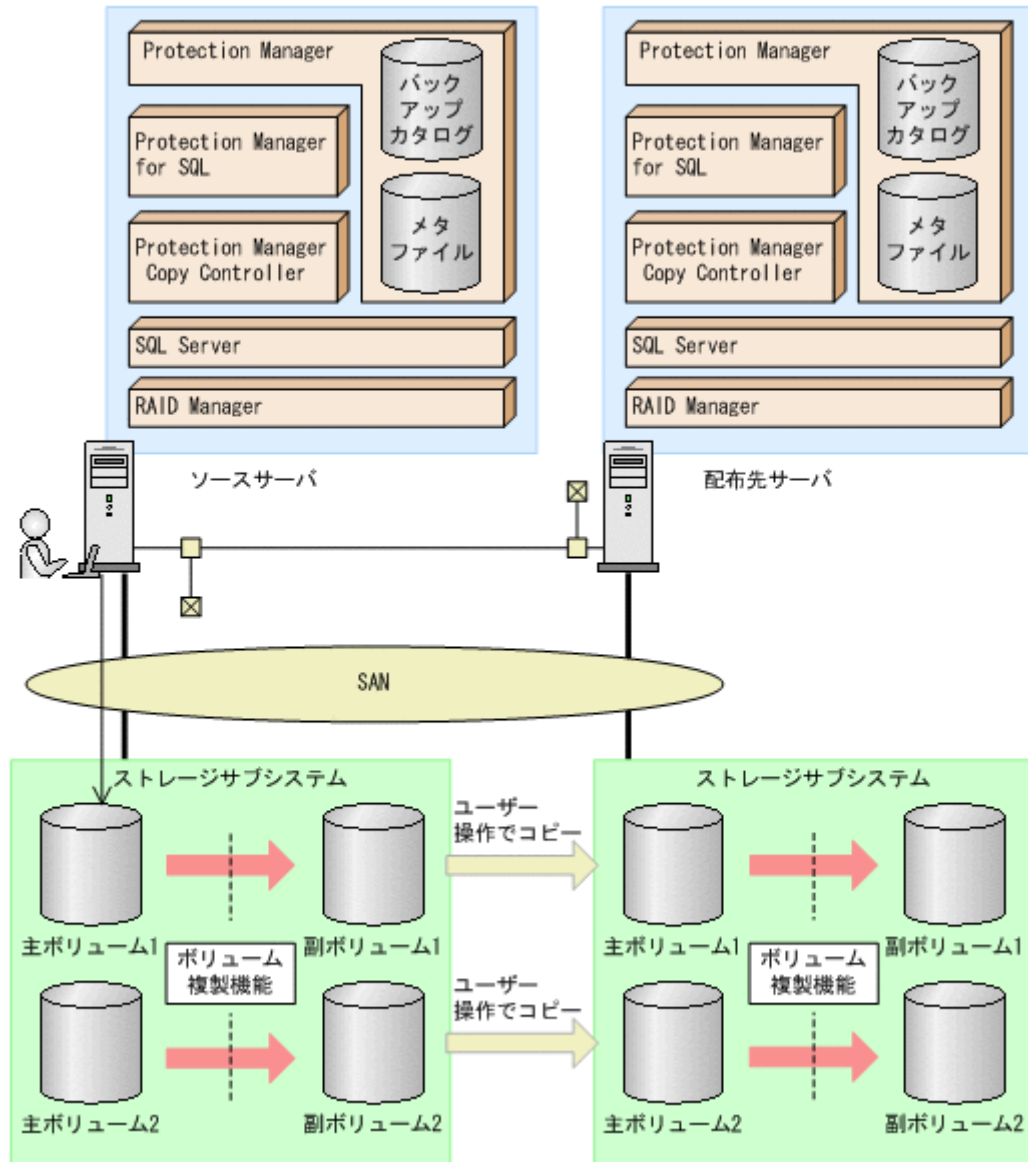 Protection Manager
バック
アップ
カタログ
Protection Manager
for SQL
メタ
ファイル
Protection Manager
Copy Controller
SQL Server
RAID Manager
ソースサーバ
Protection Manager
バック
アップ
カタログ
Protection Manager
for SQL
メタ
ファイル
Protection Manager
Copy Controller
SQL Server
RAID Manager
配布先サーバ
SAN
ストレージサブシステム
主ボリューム1
副ボリューム1
ボリューム
複製機能
主ボリューム2
副ボリューム2
ユーザー
操作でコピー
ユーザー
操作でコピー
ストレージサブシステム
主ボリューム1
副ボリューム1
ボリューム
複製機能
主ボリューム2
副ボリューム2